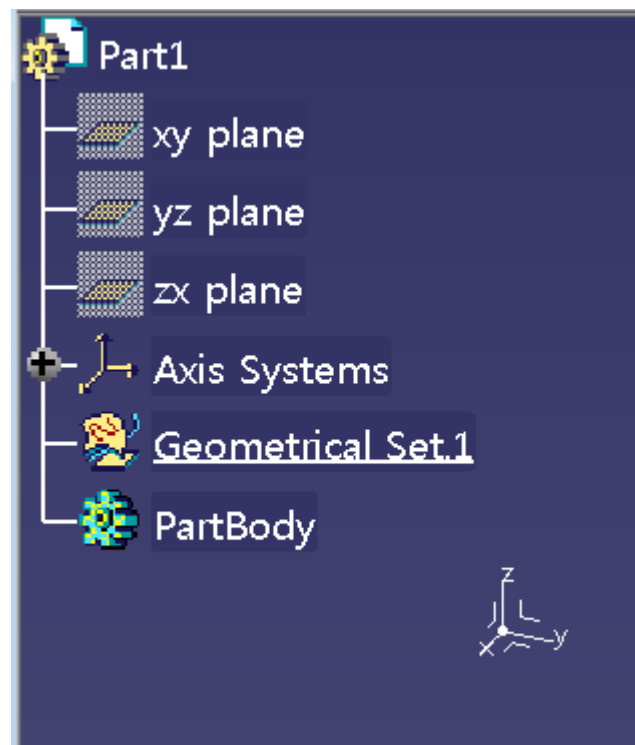 Part1
xy plane
yz plane
zx plane
Axis Systems
Geometrical Set.1
PartBody
z
y
x